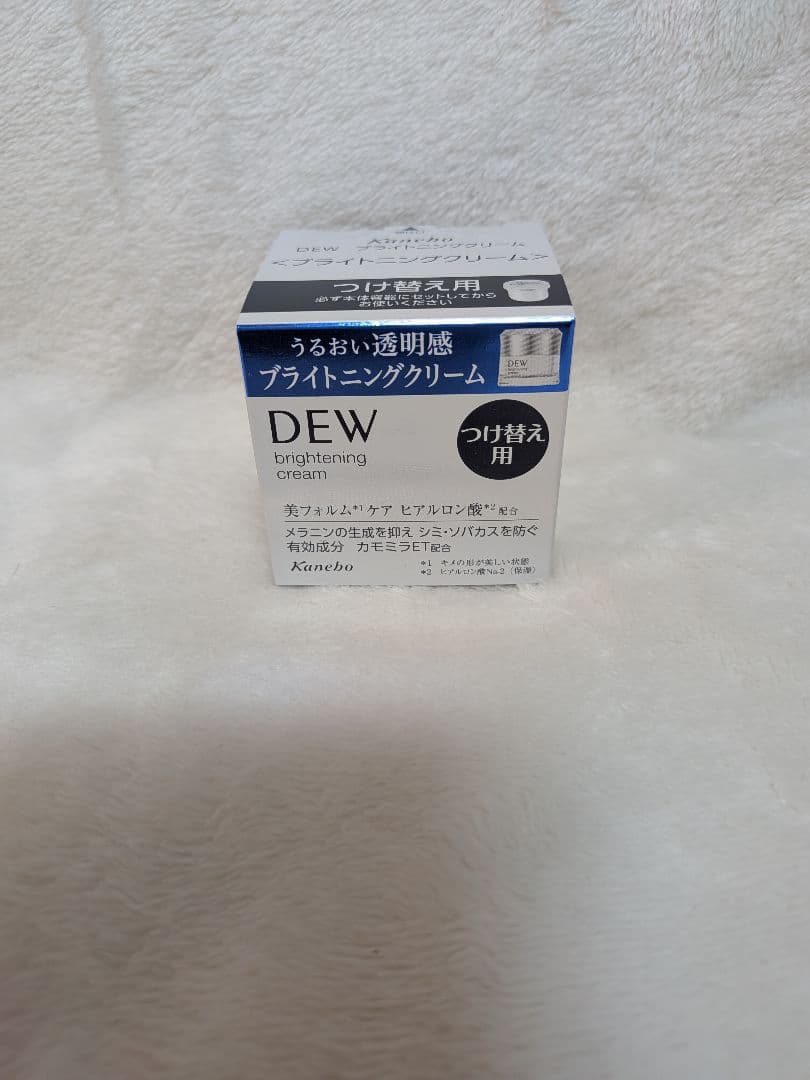 Kanebo
DEW ブライトニングクリーム
<ブライトニングクリーム>
つけ替え用
必ず本体容器にセットしてから
お使いください
うるおい透明感
ブライトニングクリーム
DEW
brightening
cream
DEW
brightening
cream
つけ替え
用
美フォルム*1ケア ヒアルロン酸*2配合
メラニンの生成を抑え シミ・ソバカスを防ぐ
有効成分 カモミラET配合
Kanebo
*1 キメの形が美しい状態
*2 ヒアルロン酸Na-2（保湿）